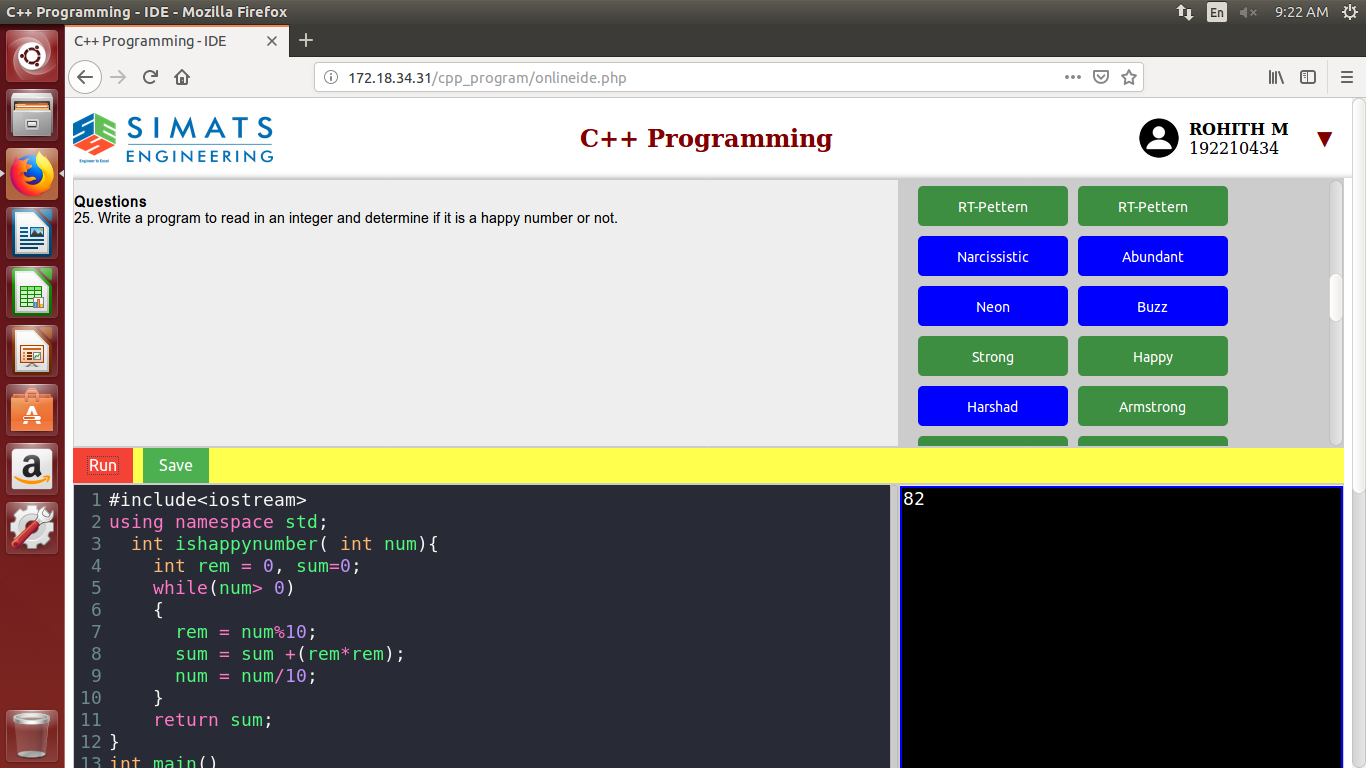 C++ Programming - IDE - Mozilla Firefox
En
9:22 AM
C++ Programming - IDE
172.18.34.31/cpp_program/onlineide.php
SIMATS
ENGINEERING
Engineer to Excel
C++ Programming
ROHITH M
192210434
Questions
25. Write a program to read in an integer and determine if it is a happy number or not.
RT-Pettern
RT-Pettern
Narcissistic
Abundant
Neon
Buzz
Strong
Happy
Harshad
Armstrong
Run
Save
1 #include<iostream>
2 using namespace std;
3 int ishappynumber( int num){
4 int rem = 0, sum=0;
5 while(num> 0)
6 {
7 rem = num%10;
8 sum = sum +(rem*rem);
9 num = num/10;
10 }
11 return sum;
12 }
13 int main()
82